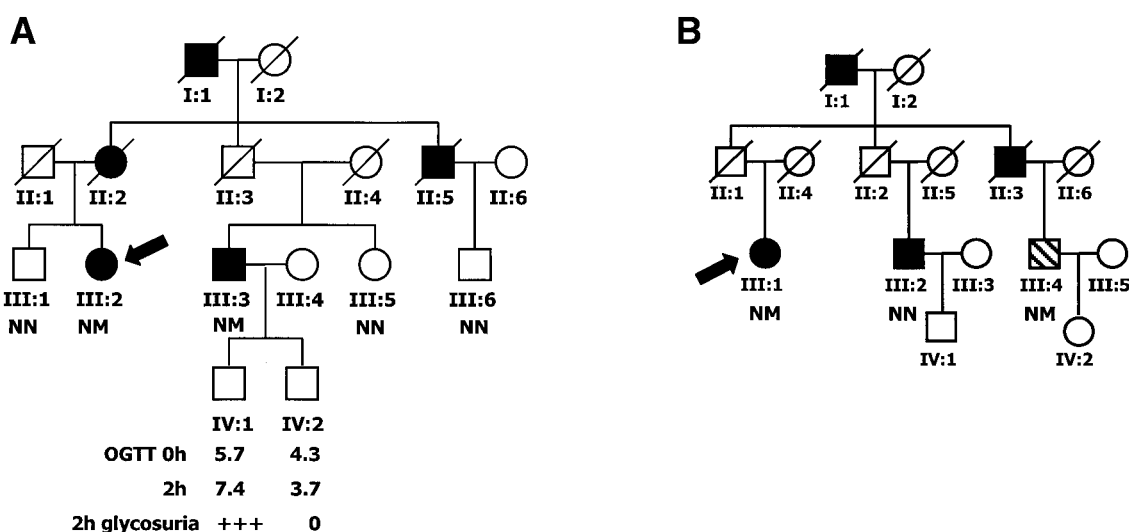 A
B
I:1 I:2
I:1 I:2
II:1 II:2 II:3 II:4 II:5 II:6
II:1 II:4 II:2 II:5 II:3 II:6
III:1 III:2 III:3 III:4 III:5 III:6
NN NM NM NN NN
III:1 III:2 III:3 III:4 III:5
NM NN NM
IV:1 IV:2
IV:1 IV:2
OGTT 0h 5.7 4.3
2h 7.4 3.7
2h glycosuria +++ 0